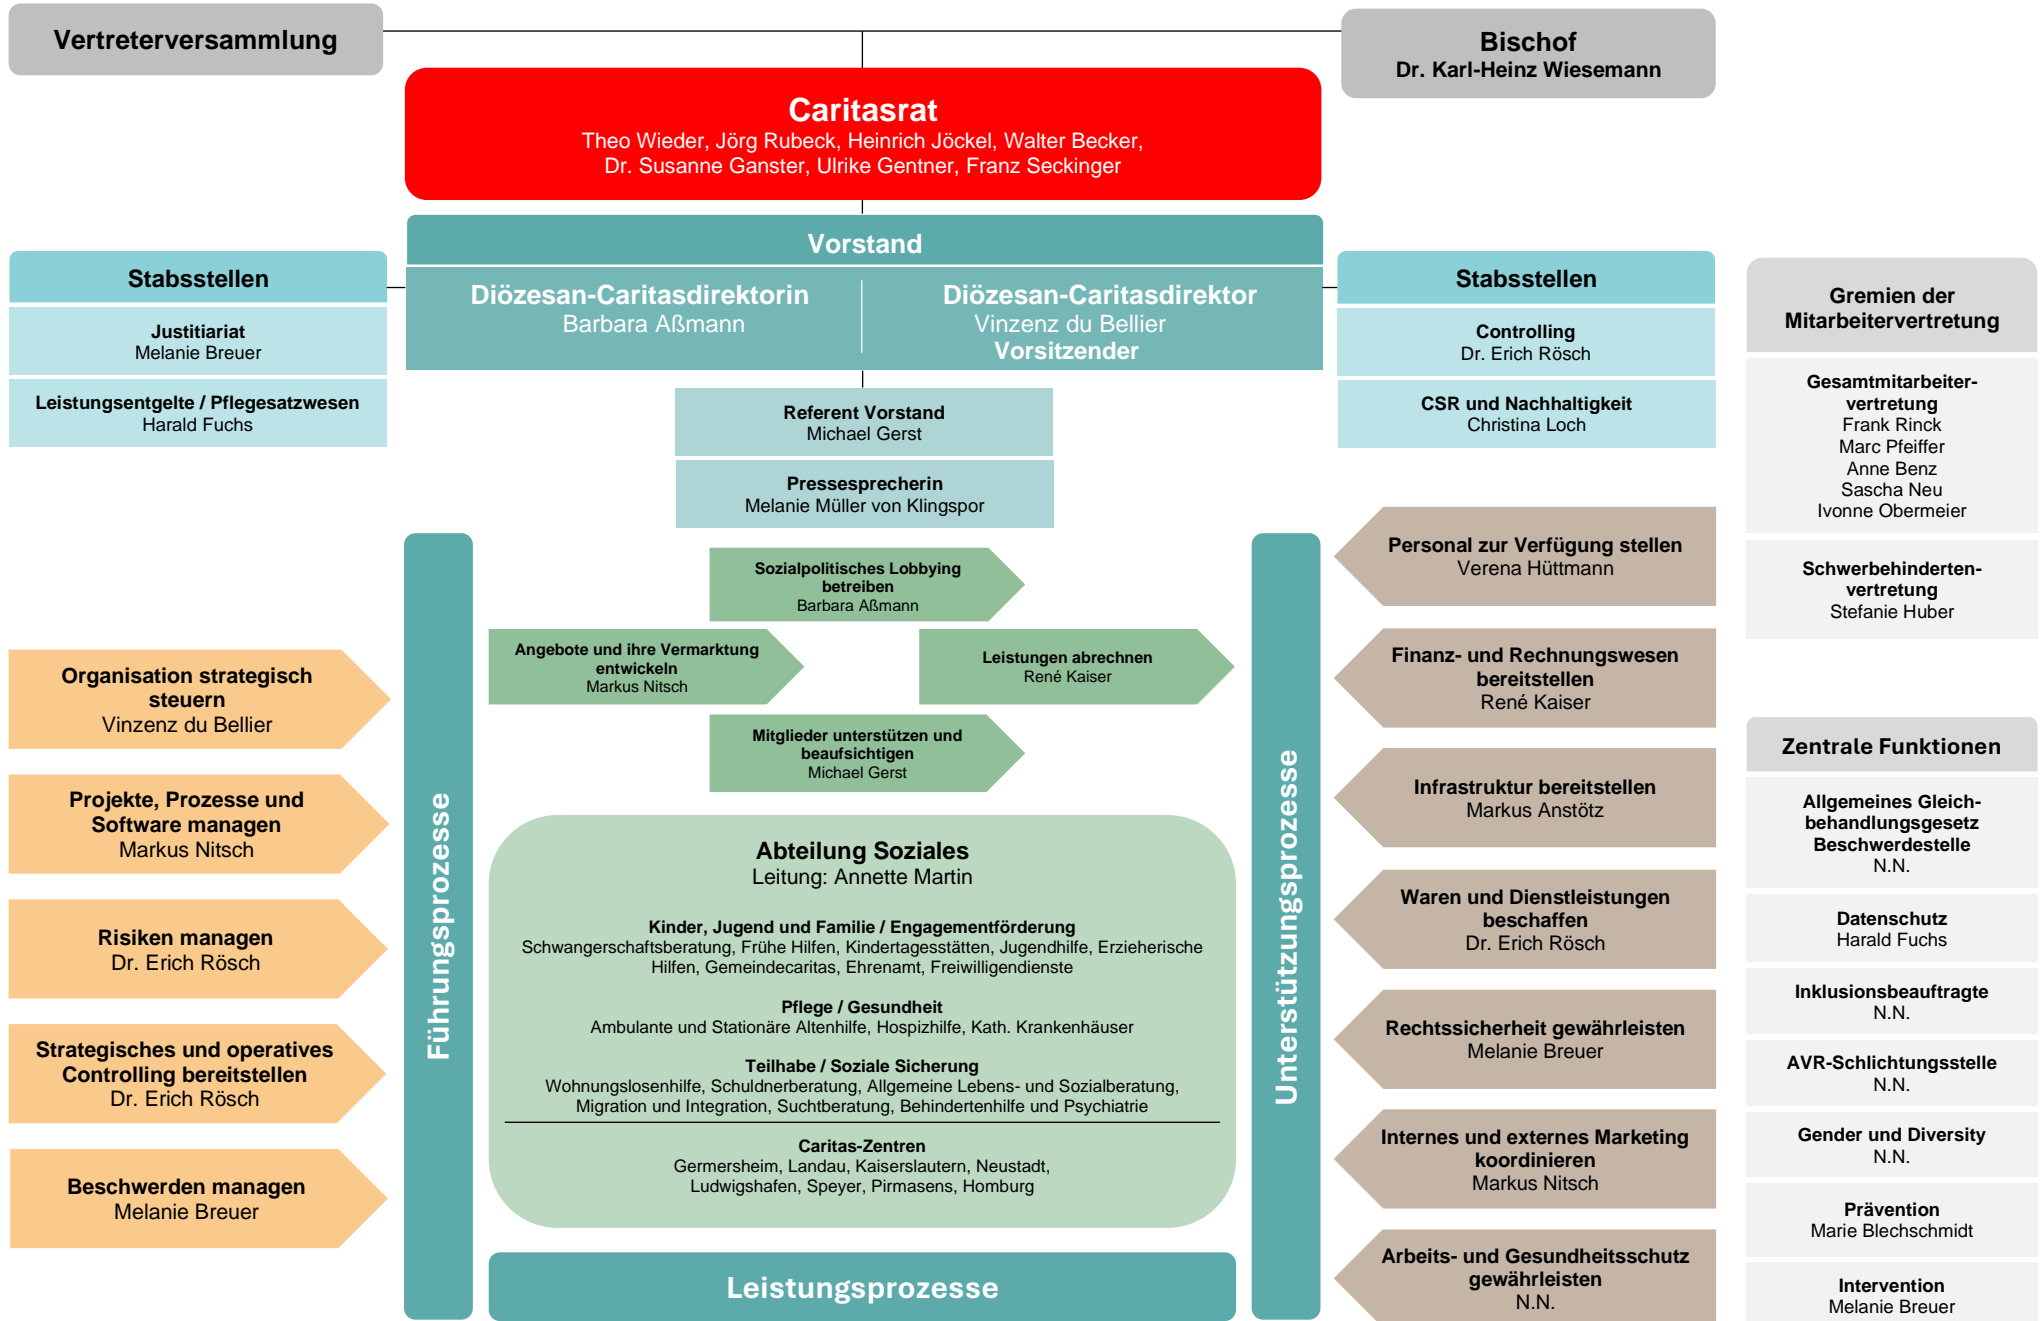 Vertreterversammlung
Bischof
Dr. Karl-Heinz Wiesemann
Caritasrat
Theo Wieder, Jörg Rubeck, Heinrich Jöckel, Walter Becker,
Dr. Susanne Ganster, Ulrike Gentner, Franz Seckinger
Vorstand
Diözesan-Caritasdirektorin
Barbara Aßmann
Diözesan-Caritasdirektor
Vinzenz du Bellier
Vorsitzender
Stabsstellen
Justitiariat
Melanie Breuer
Leistungsentgelte / Pflegesatzwesen
Harald Fuchs
Stabsstellen
Controlling
Dr. Erich Rösch
CSR und Nachhaltigkeit
Christina Loch
Referent Vorstand
Michael Gerst
Pressesprecherin
Melanie Müller von Klingspor
Führungsprozesse
Organisation strategisch
steuern
Vinzenz du Bellier
Projekte, Prozesse und
Software managen
Markus Nitsch
Risiken managen
Dr. Erich Rösch
Strategisches und operatives
Controlling bereitstellen
Dr. Erich Rösch
Beschwerden managen
Melanie Breuer
Sozialpolitisches Lobbying
betreiben
Barbara Aßmann
Angebote und ihre Vermarktung
entwickeln
Markus Nitsch
Leistungen abrechnen
René Kaiser
Mitglieder unterstützen und
beaufsichtigen
Michael Gerst
Abteilung Soziales
Leitung: Annette Martin
Kinder, Jugend und Familie / Engagementförderung
Schwangerschaftsberatung, Frühe Hilfen, Kindertagesstätten, Jugendhilfe, Erzieherische
Hilfen, Gemeindecaritas, Ehrenamt, Freiwilligendienste
Pflege / Gesundheit
Ambulante und Stationäre Altenhilfe, Hospizhilfe, Kath. Krankenhäuser
Teilhabe / Soziale Sicherung
Wohnungslosenhilfe, Schuldnerberatung, Allgemeine Lebens- und Sozialberatung,
Migration und Integration, Suchtberatung, Behindertenhilfe und Psychiatrie
Caritas-Zentren
Germersheim, Landau, Kaiserslautern, Neustadt,
Ludwigshafen, Speyer, Pirmasens, Homburg
Leistungsprozesse
Unterstützungsprozesse
Personal zur Verfügung stellen
Verena Hüttmann
Finanz- und Rechnungswesen
bereitstellen
René Kaiser
Infrastruktur bereitstellen
Markus Anstötz
Waren und Dienstleistungen
beschaffen
Dr. Erich Rösch
Rechtssicherheit gewährleisten
Melanie Breuer
Internes und externes Marketing
koordinieren
Markus Nitsch
Arbeits- und Gesundheitsschutz
gewährleisten
N.N.
Gremien der
Mitarbeitervertretung
Gesamtmitarbeiter-
vertretung
Frank Rinck
Marc Pfeiffer
Anne Benz
Sascha Neu
Ivonne Obermeier
Schwerbehinderten-
vertretung
Stefanie Huber
Zentrale Funktionen
Allgemeines Gleich-
behandlungsgesetz
Beschwerdestelle
N.N.
Datenschutz
Harald Fuchs
Inklusionsbeauftragte
N.N.
AVR-Schlichtungsstelle
N.N.
Gender und Diversity
N.N.
Prävention
Marie Blechschmidt
Intervention
Melanie Breuer